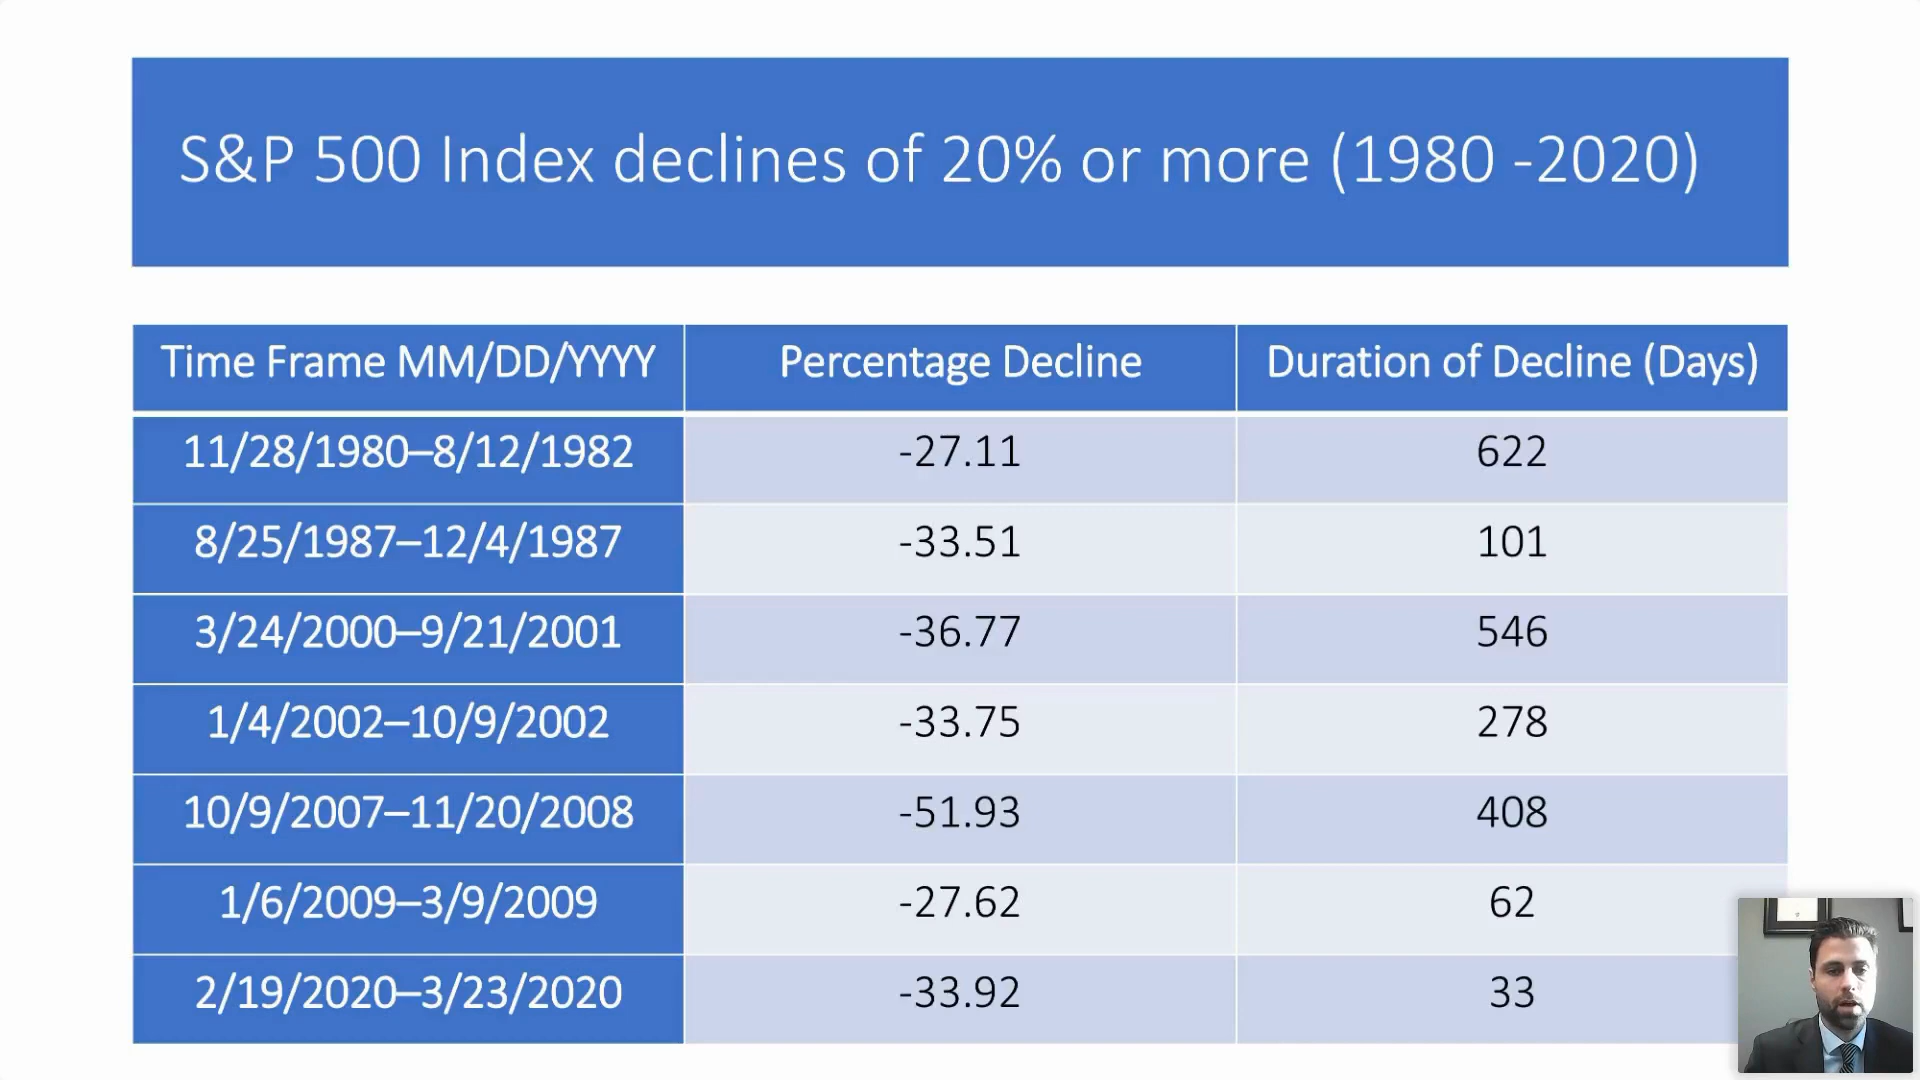 S&P 500 Index declines of 20% or more (1980 -2020)
Time Frame MM/DD/YYYY Percentage Decline Duration of Decline (Days)
11/28/1980–8/12/1982 -27.11 622
8/25/1987–12/4/1987 -33.51 101
3/24/2000–9/21/2001 -36.77 546
1/4/2002–10/9/2002 -33.75 278
10/9/2007–11/20/2008 -51.93 408
1/6/2009–3/9/2009 -27.62 62
2/19/2020–3/23/2020 -33.92 33